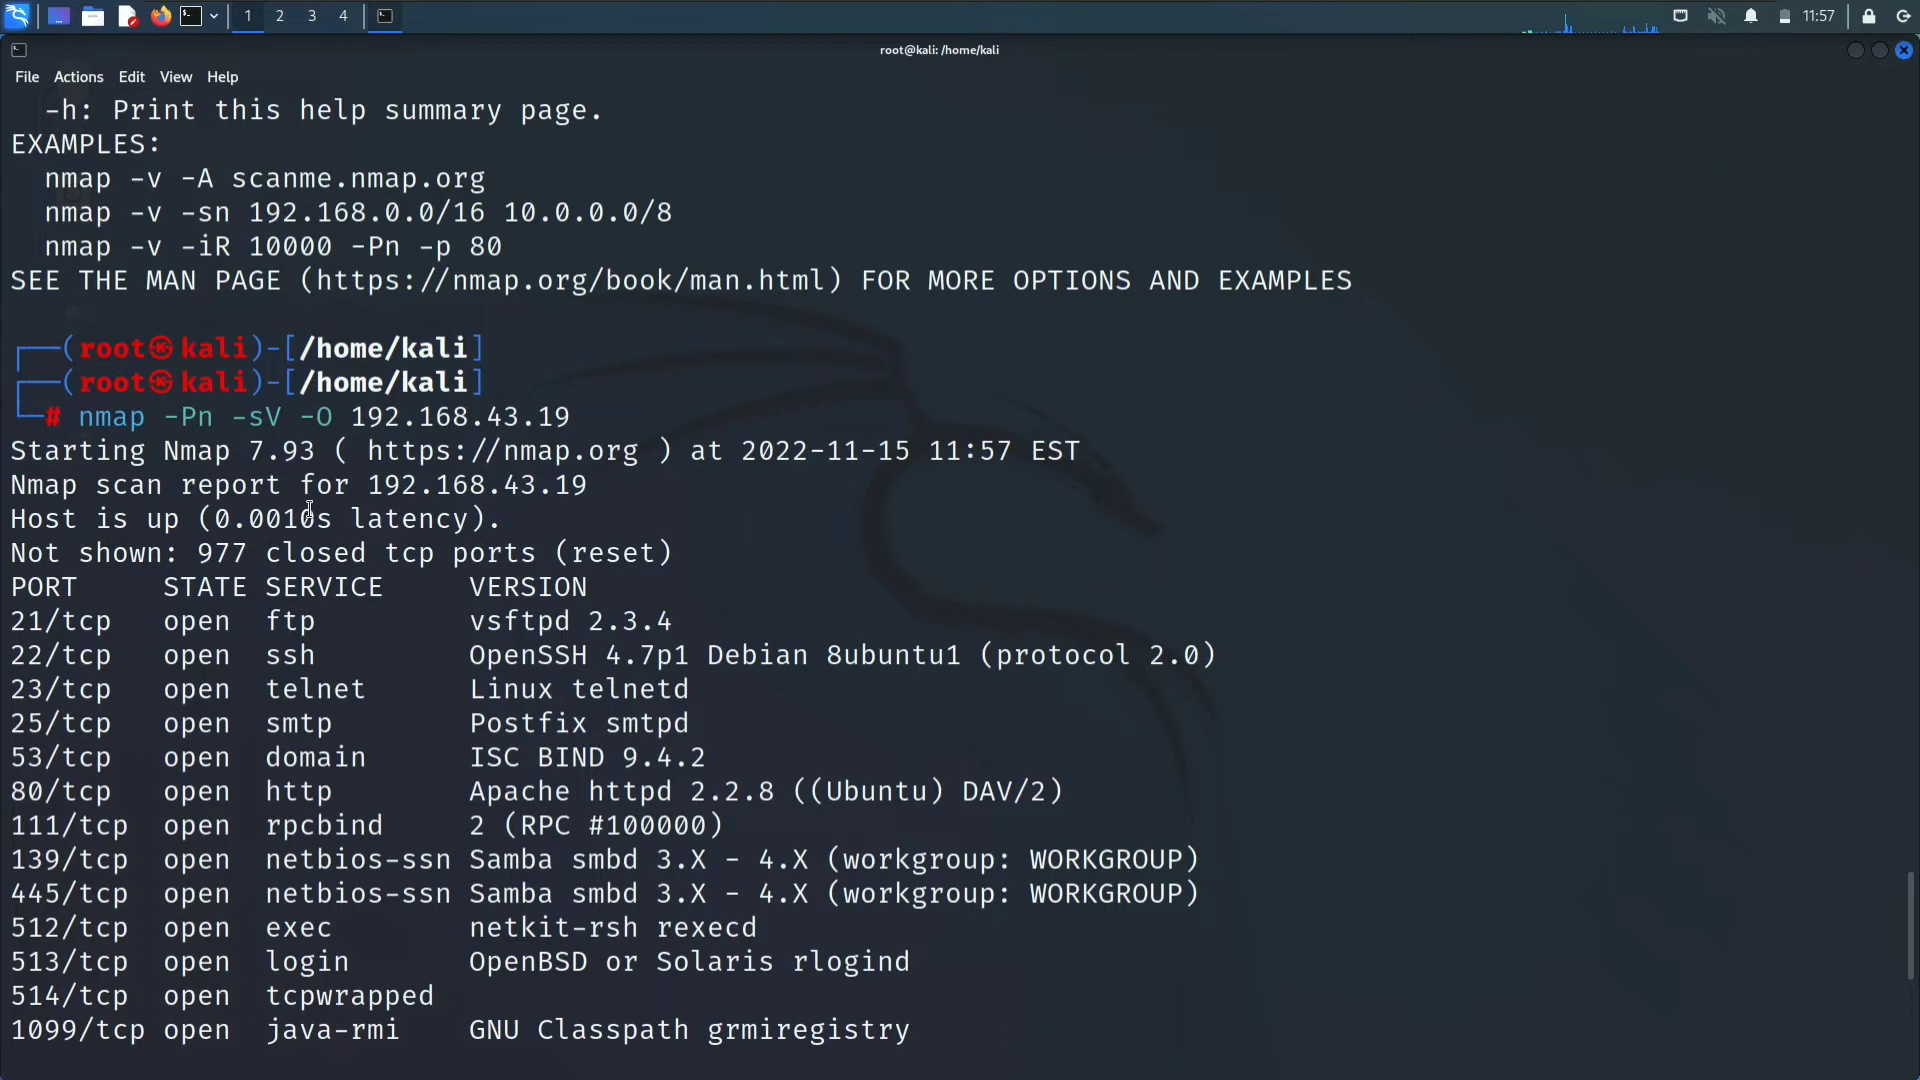 1 2 3 4 11:57
root@kali: /home/kali
File Actions Edit View Help
-h: Print this help summary page.
EXAMPLES:
nmap -v -A scanme.nmap.org
nmap -v -sn 192.168.0.0/16 10.0.0.0/8
nmap -v -iR 10000 -Pn -p 80
SEE THE MAN PAGE (https://nmap.org/book/man.html) FOR MORE OPTIONS AND EXAMPLES
┌──(root㉿kali)-[/home/kali]
┌──(root㉿kali)-[/home/kali]
└─# nmap -Pn -sV -O 192.168.43.19
Starting Nmap 7.93 ( https://nmap.org ) at 2022-11-15 11:57 EST
Nmap scan report for 192.168.43.19
Host is up (0.0010s latency).
Not shown: 977 closed tcp ports (reset)
PORT STATE SERVICE VERSION
21/tcp open ftp vsftpd 2.3.4
22/tcp open ssh OpenSSH 4.7p1 Debian 8ubuntu1 (protocol 2.0)
23/tcp open telnet Linux telnetd
25/tcp open smtp Postfix smtpd
53/tcp open domain ISC BIND 9.4.2
80/tcp open http Apache httpd 2.2.8 ((Ubuntu) DAV/2)
111/tcp open rpcbind 2 (RPC #100000)
139/tcp open netbios-ssn Samba smbd 3.X - 4.X (workgroup: WORKGROUP)
445/tcp open netbios-ssn Samba smbd 3.X - 4.X (workgroup: WORKGROUP)
512/tcp open exec netkit-rsh rexecd
513/tcp open login OpenBSD or Solaris rlogind
514/tcp open tcpwrapped
1099/tcp open java-rmi GNU Classpath grmiregistry